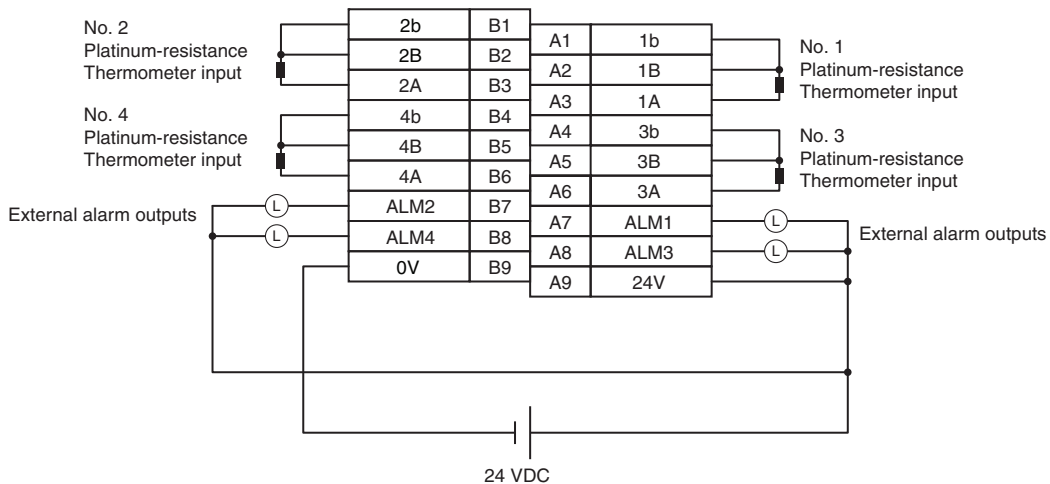 No. 2
Platinum-resistance
Thermometer input
No. 4
Platinum-resistance
Thermometer input
External alarm outputs
L
L
2b B1
2B B2
2A B3
4b B4
4B B5
4A B6
ALM2 B7
ALM4 B8
0V B9
A1 1b
A2 1B
A3 1A
A4 3b
A5 3B
A6 3A
A7 ALM1
A8 ALM3
A9 24V
L
L
No. 1
Platinum-resistance
Thermometer input
No. 3
Platinum-resistance
Thermometer input
External alarm outputs
24 VDC